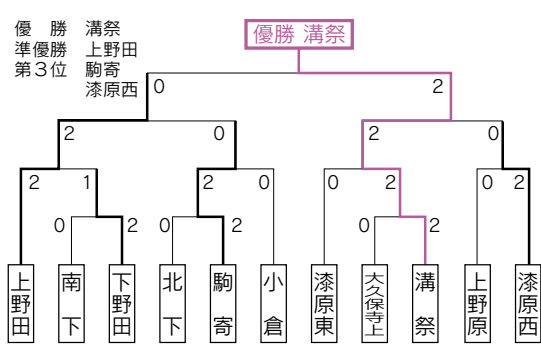 優勝 溝祭
優　勝　溝祭
準優勝　上野田
第３位　駒寄
漆原西
0 2
2 0 2 0
2 1 2 0 0 2 0 2
0 2 0 2 0 2
上野田
南下
下野田
北下
駒寄
小倉
漆原東
大久保寺上
溝祭
上野原
漆原西